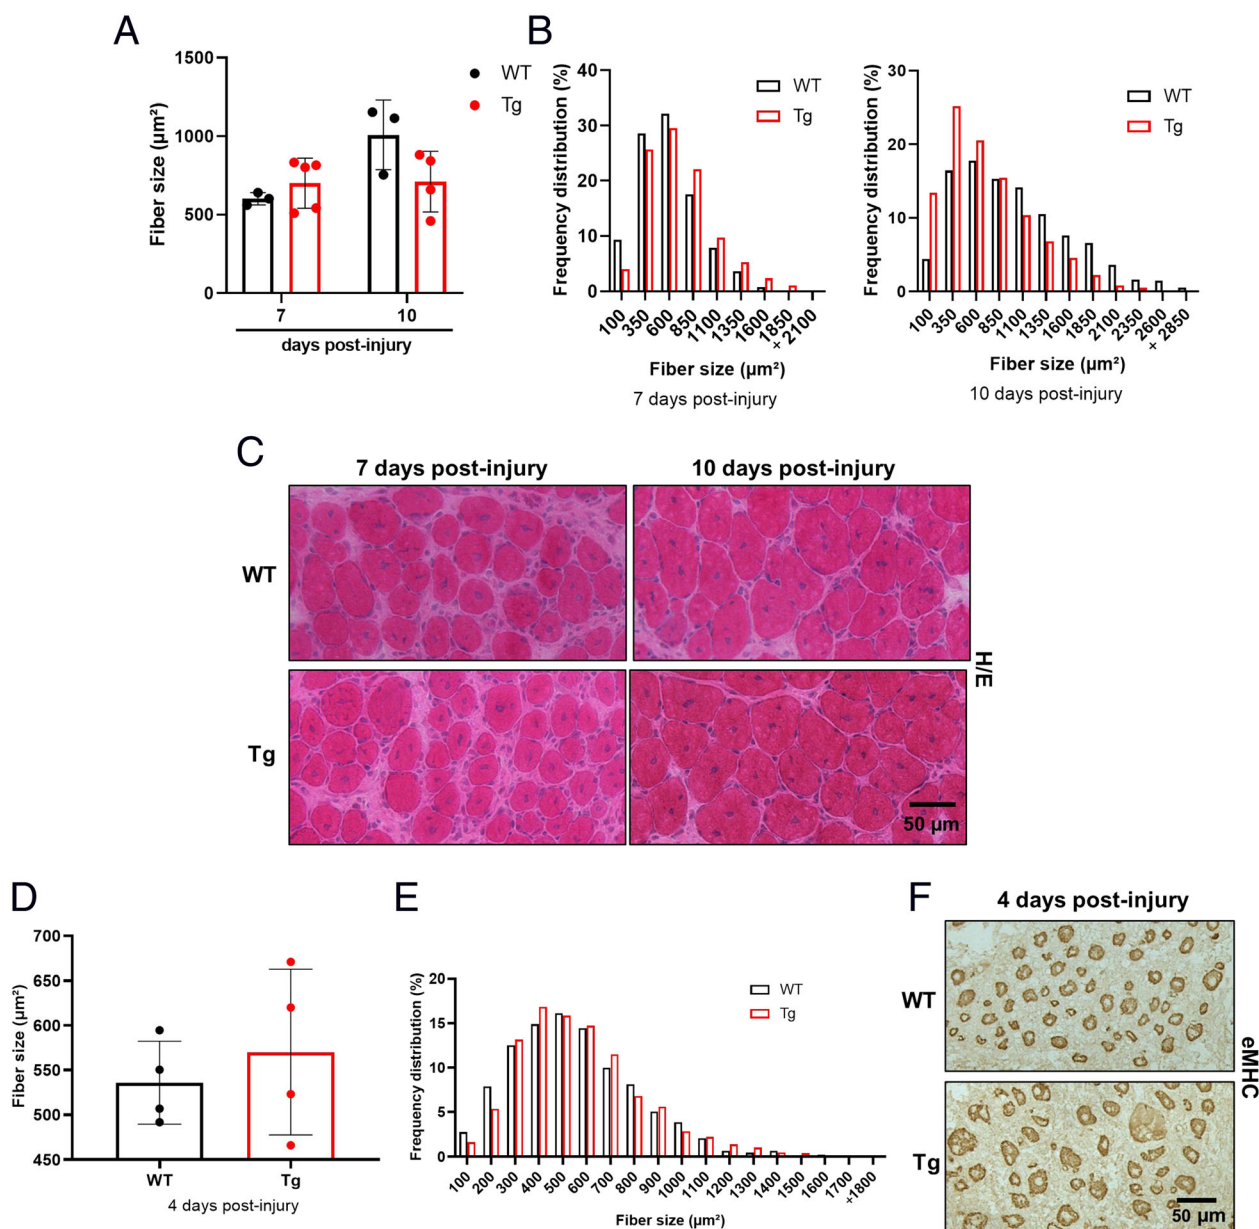 A
Fiber size (µm²)
1500
1000
500
0
WT
Tg
7
10
days post-injury
B
Frequency distribution (%)
40
30
20
10
0
WT
Tg
100
350
600
850
1100
1350
1600
1850
+ 2100
Fiber size (µm²)
7 days post-injury
Frequency distribution (%)
30
20
10
0
WT
Tg
100
350
600
850
1100
1350
1600
1850
2100
2350
2600
+ 2850
Fiber size (µm²)
10 days post-injury
C
7 days post-injury
10 days post-injury
WT
Tg
H/E
50 µm
D
Fiber size (µm²)
700
650
600
550
500
450
WT
Tg
4 days post-injury
E
Frequency distribution (%)
20
15
10
5
0
WT
Tg
100
200
300
400
500
600
700
800
900
1000
1100
1200
1300
1400
1500
1600
1700
+1800
Fiber size (µm²)
F
4 days post-injury
WT
Tg
eMHC
50 µm